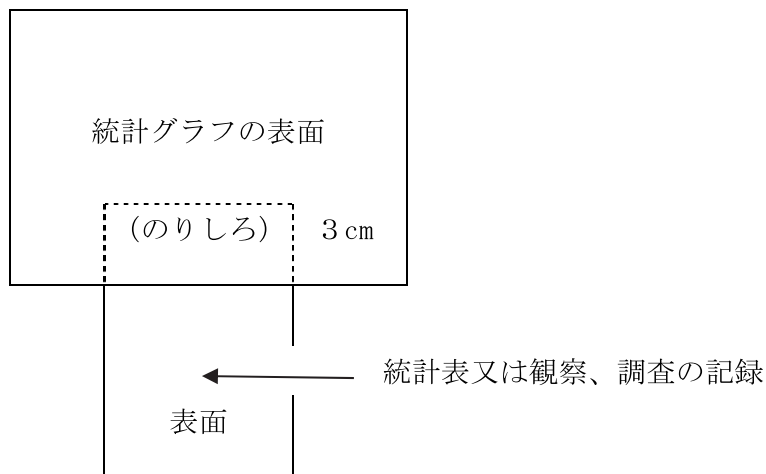 統計グラフの表面
(のりしろ)
３cm
統計表又は観察、調査の記録
表面